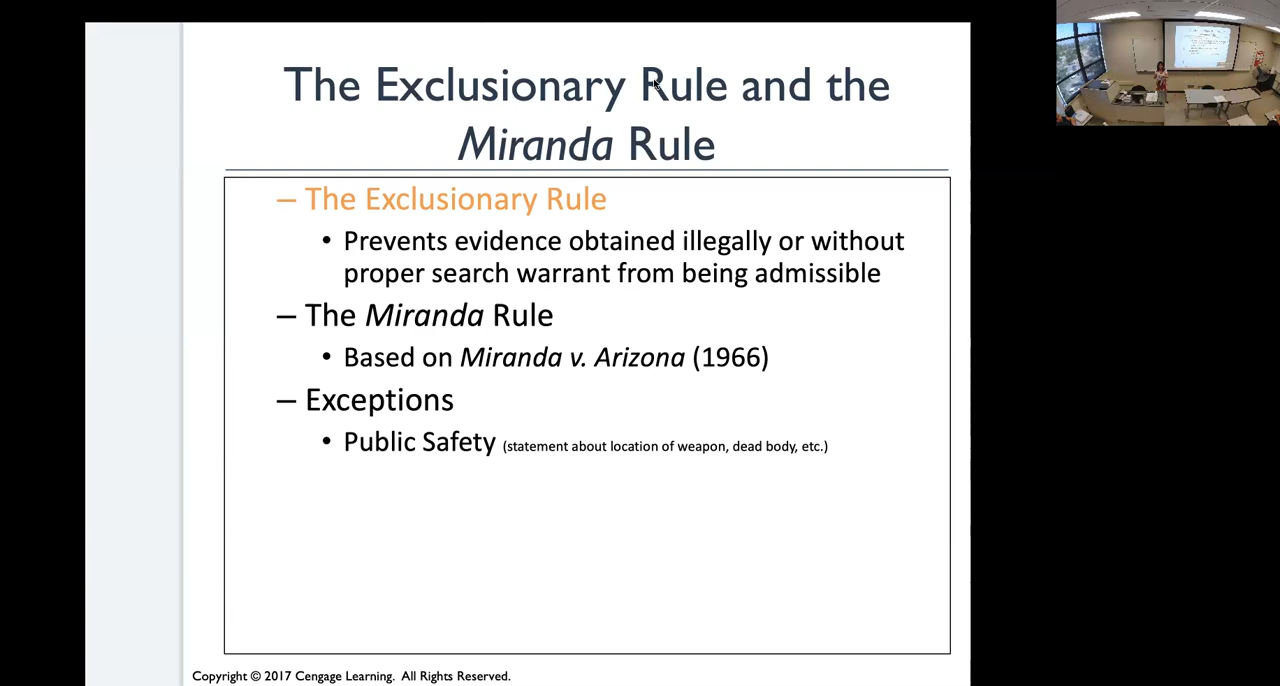 The Exclusionary Rule and the
Miranda Rule
– The Exclusionary Rule
• Prevents evidence obtained illegally or without
proper search warrant from being admissible
– The Miranda Rule
• Based on Miranda v. Arizona (1966)
– Exceptions
• Public Safety (statement about location of weapon, dead body, etc.)
Copyright © 2017 Cengage Learning. All Rights Reserved.